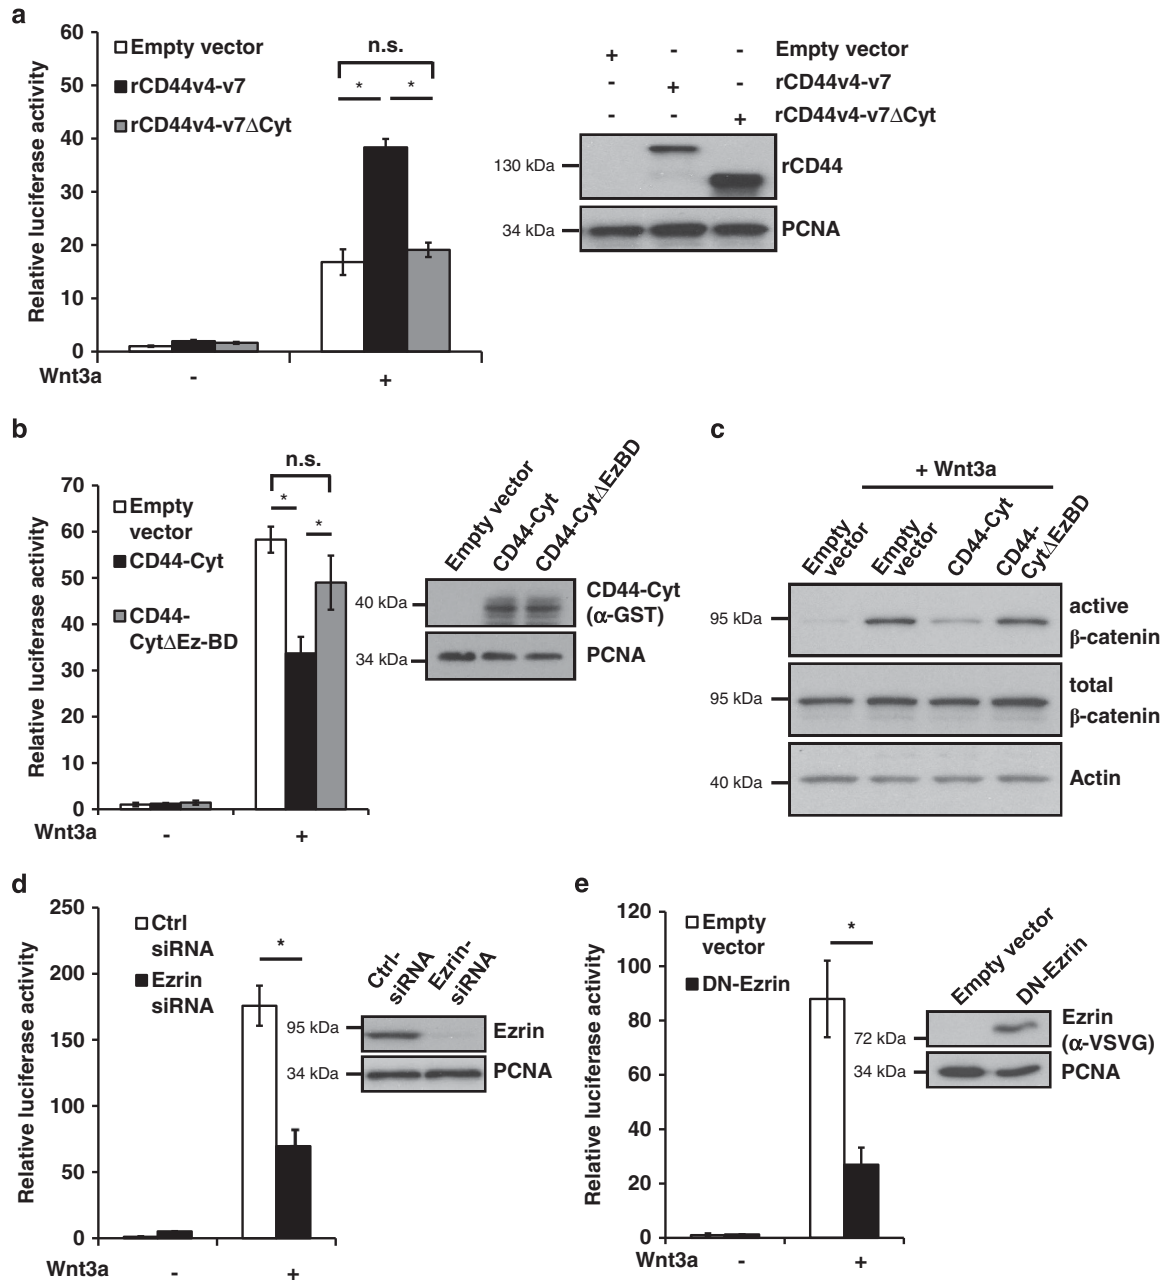 a
60
50
40
30
20
10
0
Relative luciferase activity
Empty vector
rCD44v4-v7
rCD44v4-v7ΔCyt
n.s.
* *
Wnt3a - +
+ - - Empty vector
- + - rCD44v4-v7
- - + rCD44v4-v7ΔCyt
130 kDa rCD44
34 kDa PCNA
b
70
60
50
40
30
20
10
0
Relative luciferase activity
Empty
vector
CD44-Cyt
CD44-
CytΔEz-BD
n.s.
*
*
Wnt3a - +
Empty vector
CD44-Cyt
CD44-CytΔEzBD
40 kDa CD44-Cyt
(α-GST)
34 kDa PCNA
c
+ Wnt3a
Empty
vector
Empty
vector
CD44-Cyt
CD44-
CytΔEzBD
95 kDa active
β-catenin
95 kDa total
β-catenin
40 kDa Actin
d
250
200
150
100
50
0
Relative luciferase activity
Ctrl
siRNA
Ezrin
siRNA
*
Wnt3a - +
Ctrl-
siRNA
Ezrin-
siRNA
95 kDa Ezrin
34 kDa PCNA
e
120
100
80
60
40
20
0
Relative luciferase activity
Empty
vector
DN-Ezrin
*
Wnt3a - +
Empty vector
DN-Ezrin
72 kDa Ezrin
(α-VSVG)
34 kDa PCNA